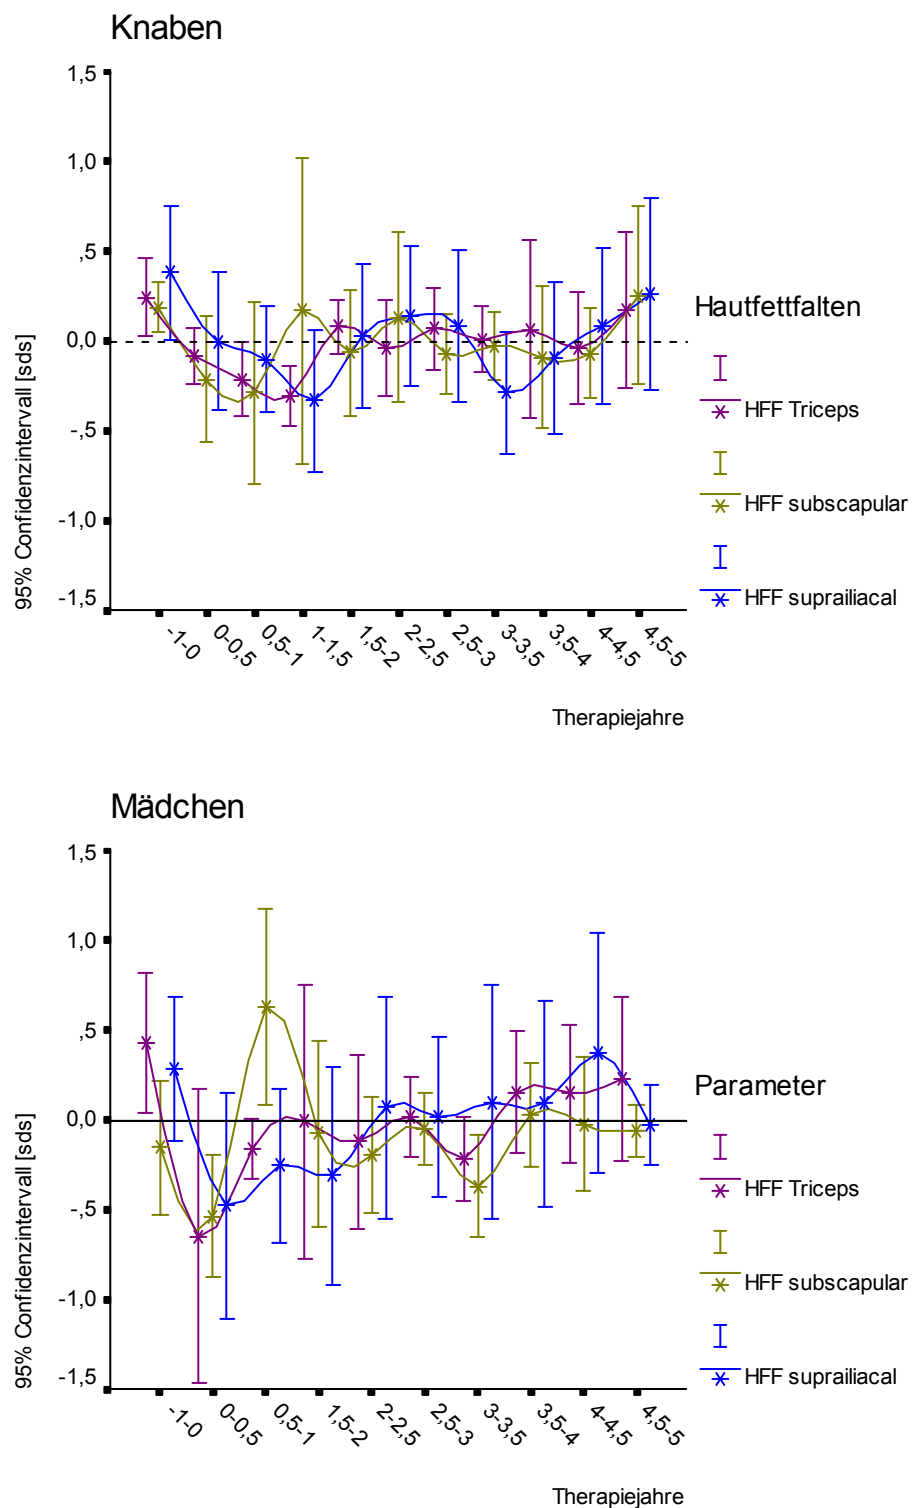 Knaben
1,5
1,0
,5
0,0
-,5
-1,0
-1,5
95% Confidenzintervall [sds]
-1-0
0-0,5
0,5-1
1-1,5
1,5-2
2-2,5
2,5-3
3-3,5
3,5-4
4-4,5
4,5-5
Therapiejahre
Hautfettfalten
HFF Triceps
HFF subscapular
HFF suprailiacal
Mädchen
1,5
1,0
,5
0,0
-,5
-1,0
-1,5
95% Confidenzintervall [sds]
-1-0
0-0,5
0,5-1
1,5-2
2-2,5
2,5-3
3-3,5
3,5-4
4-4,5
4,5-5
Therapiejahre
Parameter
HFF Triceps
HFF subscapular
HFF suprailiacal